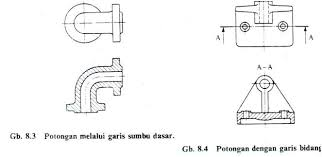 A A
A – A
Gb. 8.3 Potongan melalui garis sumbu dasar.
Gb. 8.4 Potongan dengan garis bidang